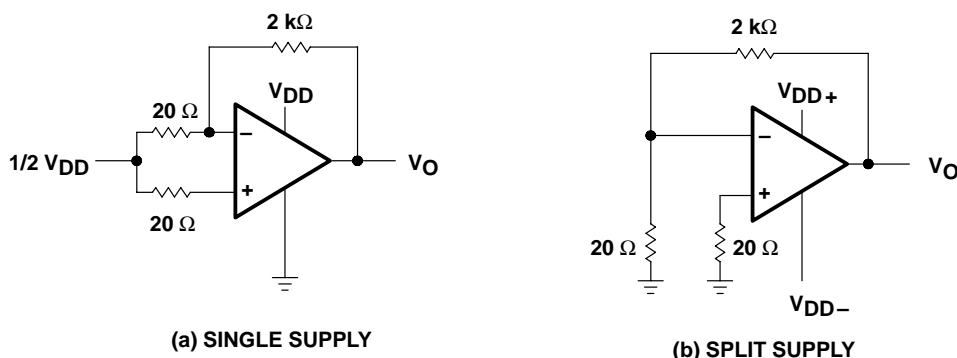 2 kΩ
VDD
20 Ω
1/2 VDD
20 Ω
−
+
VO
(a) SINGLE SUPPLY
2 kΩ
VDD+
−
+
VO
20 Ω
20 Ω
VDD−
(b) SPLIT SUPPLY